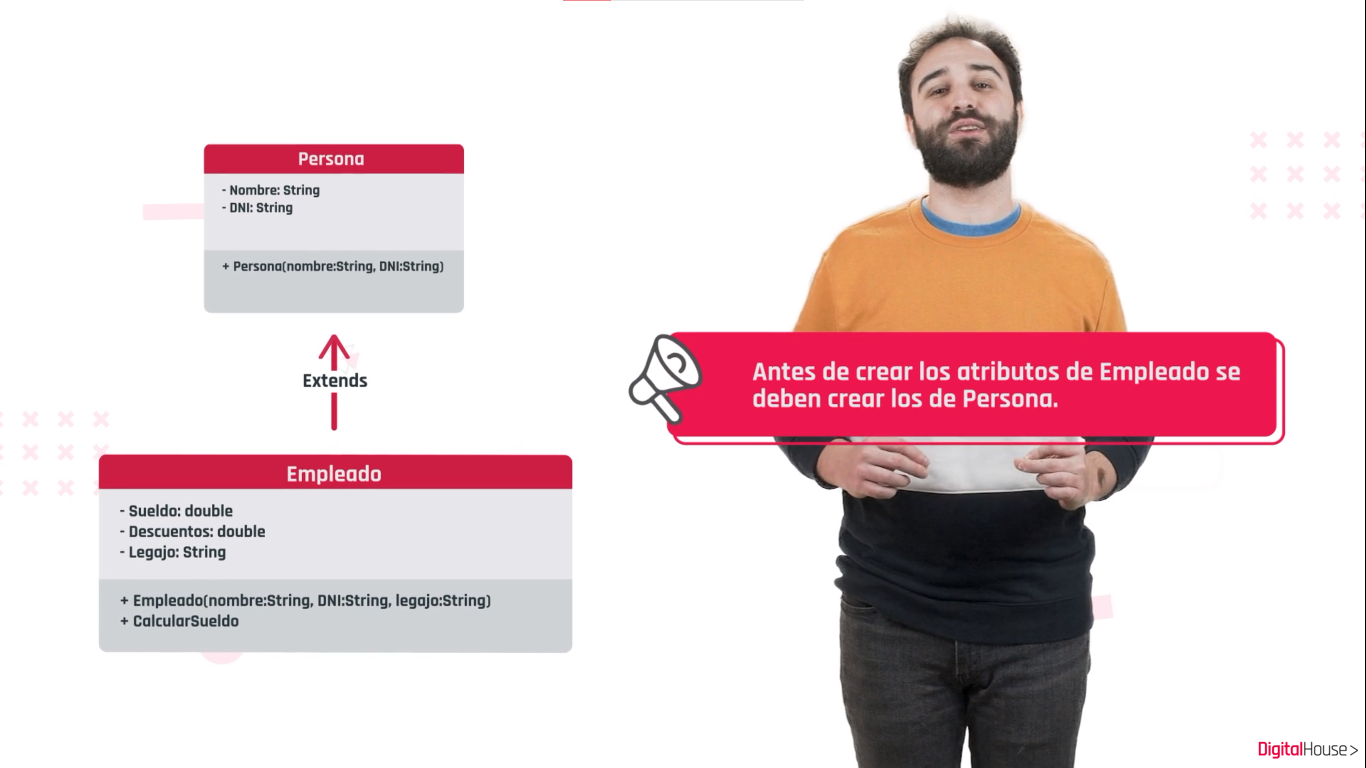 Persona
- Nombre: String
- DNI: String
+ Persona(nombre:String, DNI:String)
Extends
Empleado
- Sueldo: double
- Descuentos: double
- Legajo: String
+ Empleado(nombre:String, DNI:String, legajo:String)
+ CalcularSueldo
Antes de crear los atributos de Empleado se
deben crear los de Persona.
DigitalHouse>